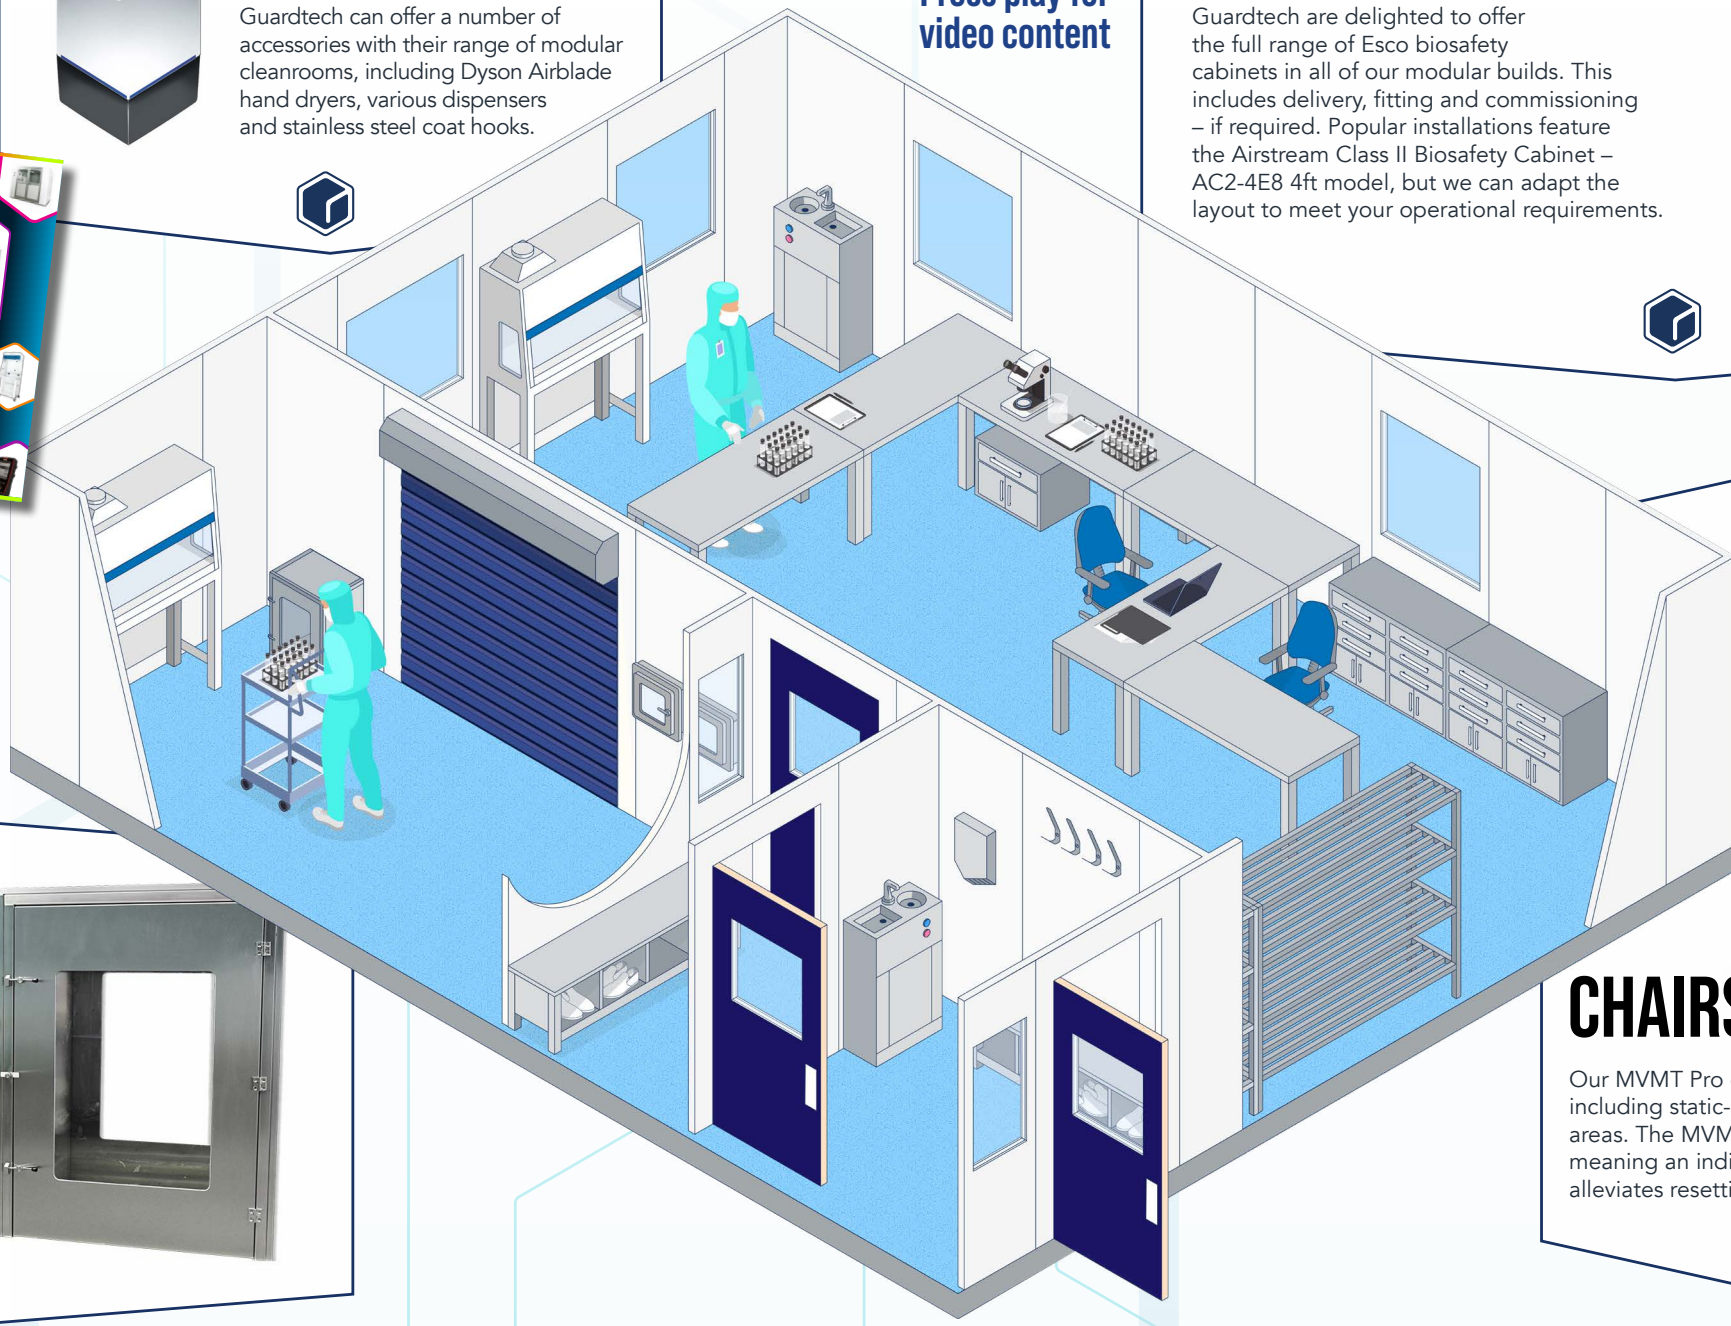 Guardtech can offer a number of
accessories with their range of modular
cleanrooms, including Dyson Airblade
hand dryers, various dispensers
and stainless steel coat hooks.
Press play for
video content
Guardtech are delighted to offer
the full range of Esco biosafety
cabinets in all of our modular builds. This
includes delivery, fitting and commissioning
– if required. Popular installations feature
the Airstream Class II Biosafety Cabinet –
AC2-4E8 4ft model, but we can adapt the
layout to meet your operational requirements.
CHAIRS
Our MVMT Pro
including static-
areas. The MVM
meaning an indi
alleviates resetti